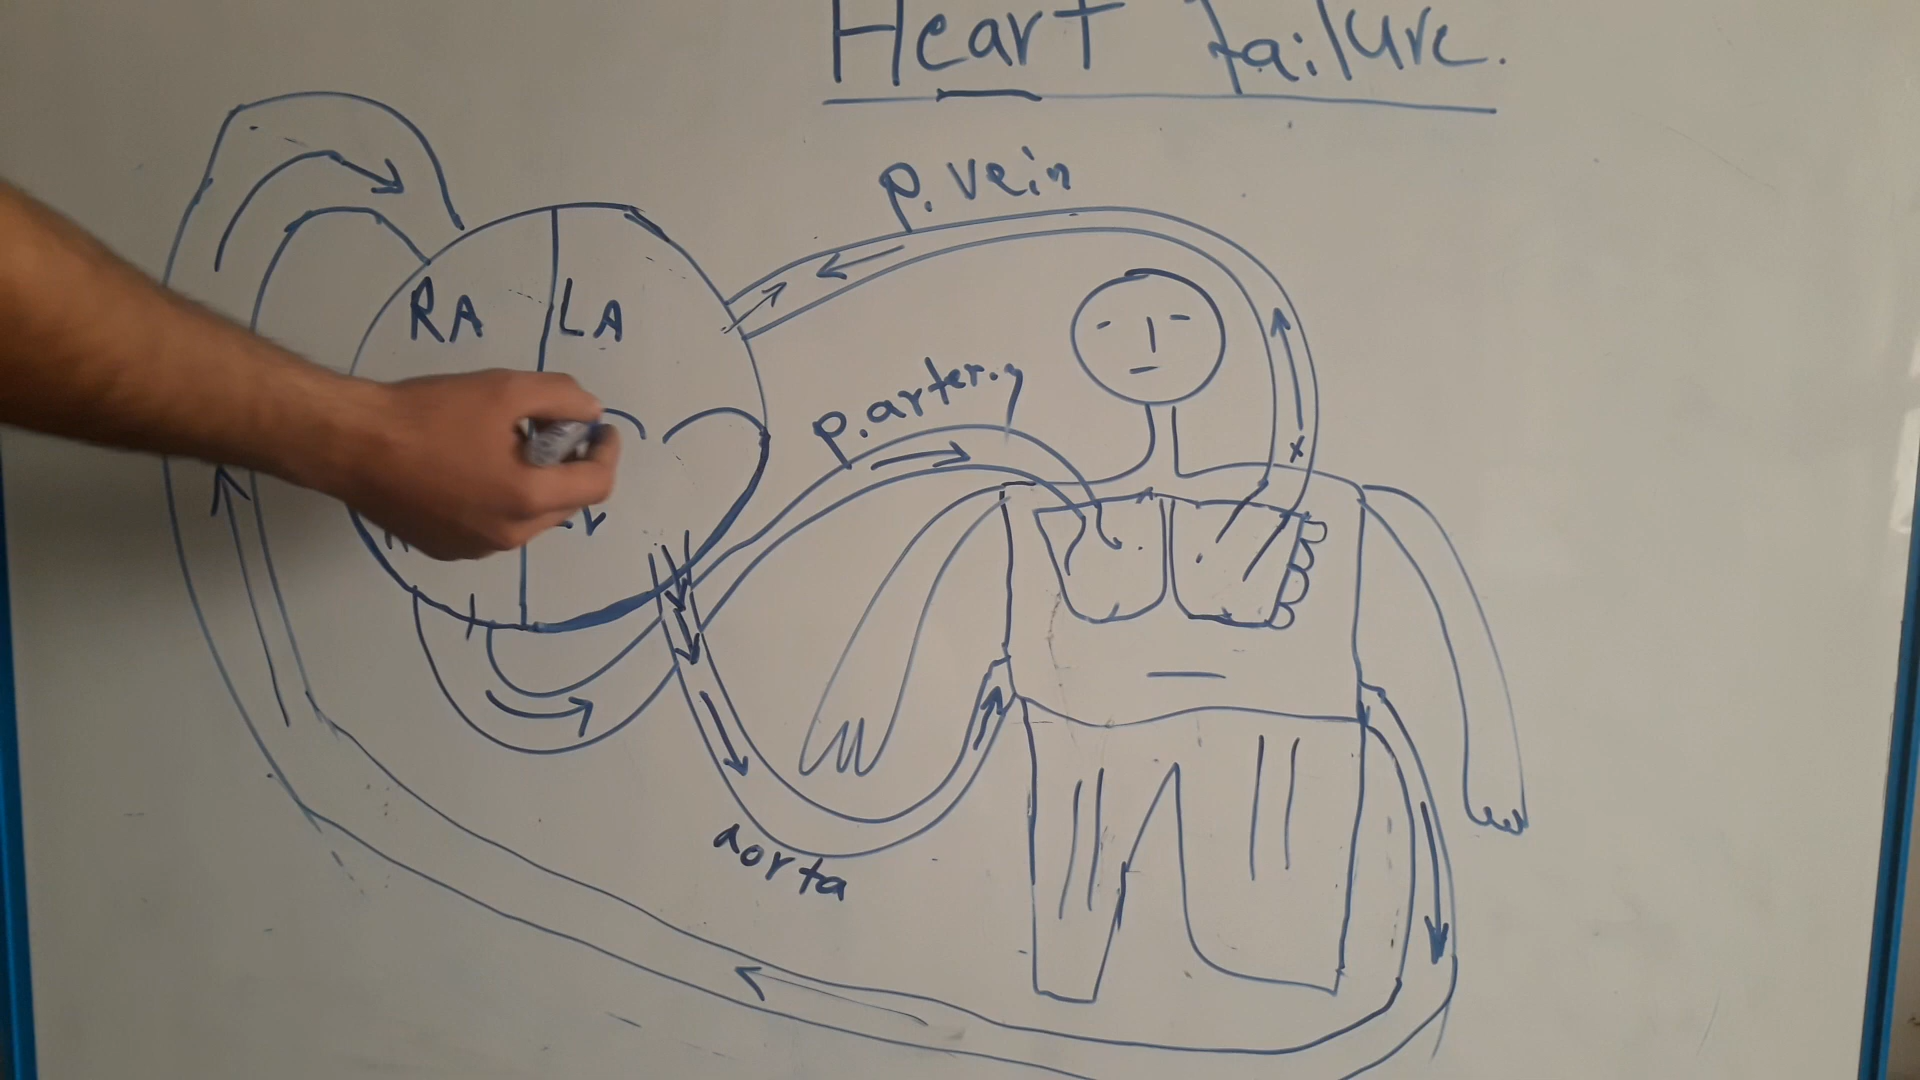 Heart failure.
p. vein
RA LA
p. artery
aorta